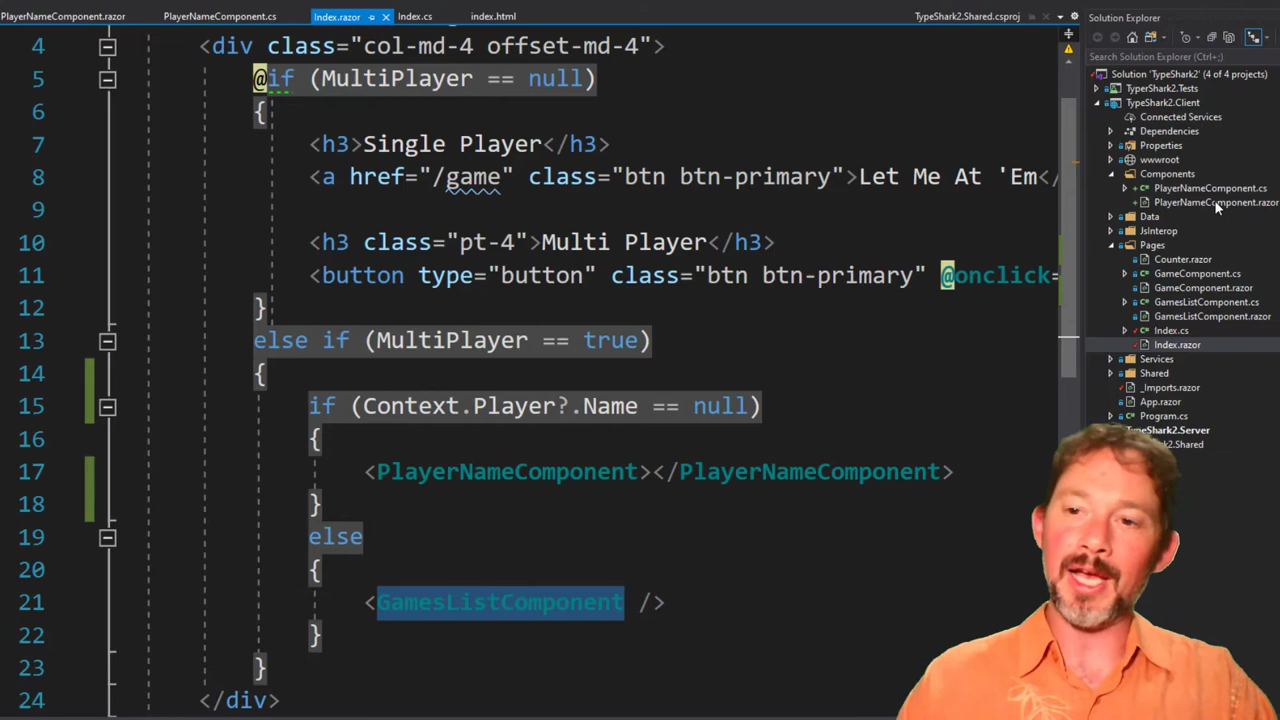 PlayerNameComponent.razor
PlayerNameComponent.cs
Index.razor
Index.cs
index.html
TypeShark2.Shared.csproj
4 <div class="col-md-4 offset-md-4">
5 @if (MultiPlayer == null)
6 {
7 <h3>Single Player</h3>
8 <a href="/game" class="btn btn-primary">Let Me At 'Em</
9
10 <h3 class="pt-4">Multi Player</h3>
11 <button type="button" class="btn btn-primary" @onclick=
12 }
13 else if (MultiPlayer == true)
14 {
15 if (Context.Player?.Name == null)
16 {
17 <PlayerNameComponent></PlayerNameComponent>
18 }
19 else
20 {
21 <GamesListComponent />
22 }
23 }
24 </div>
Solution Explorer
Search Solution Explorer (Ctrl+;)
Solution 'TypeShark2' (4 of 4 projects)
TyperShark2.Tests
TypeShark2.Client
Connected Services
Dependencies
Properties
wwwroot
Components
PlayerNameComponent.cs
PlayerNameComponent.razor
Data
JsInterop
Pages
Counter.razor
GameComponent.cs
GameComponent.razor
GamesListComponent.cs
GamesListComponent.razor
Index.cs
Index.razor
Services
Shared
_Imports.razor
App.razor
Program.cs
TypeShark2.Server